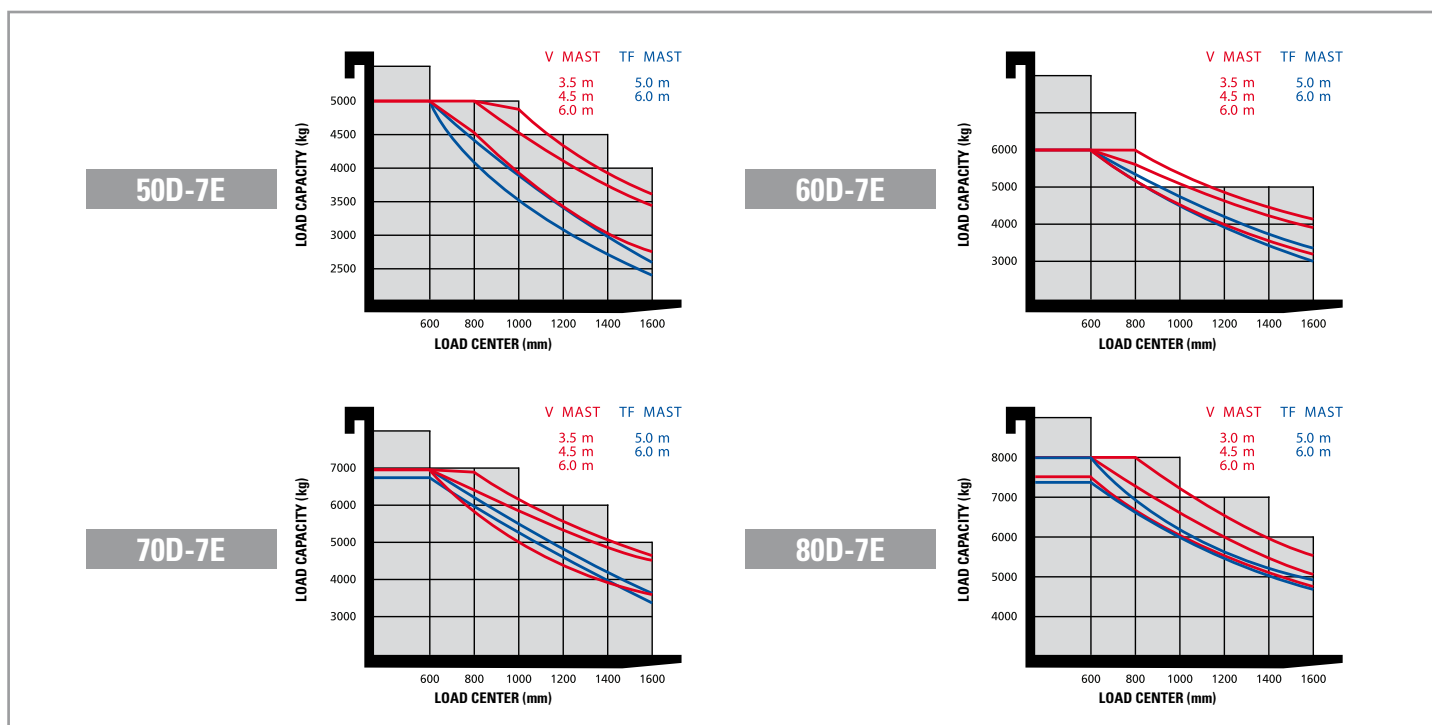 50D-7E
V MAST TF MAST
3.5 m 5.0 m
4.5 m 6.0 m
6.0 m
LOAD CAPACITY (kg)
5000
4500
4000
3500
3000
2500
600 800 1000 1200 1400 1600
LOAD CENTER (mm)
60D-7E
V MAST TF MAST
3.5 m 5.0 m
4.5 m 6.0 m
6.0 m
LOAD CAPACITY (kg)
6000
5000
4000
3000
600 800 1000 1200 1400 1600
LOAD CENTER (mm)
70D-7E
V MAST TF MAST
3.5 m 5.0 m
4.5 m 6.0 m
6.0 m
LOAD CAPACITY (kg)
7000
6000
5000
4000
3000
600 800 1000 1200 1400 1600
LOAD CENTER (mm)
80D-7E
V MAST TF MAST
3.0 m 5.0 m
4.5 m 6.0 m
6.0 m
LOAD CAPACITY (kg)
8000
7000
6000
5000
4000
600 800 1000 1200 1400 1600
LOAD CENTER (mm)